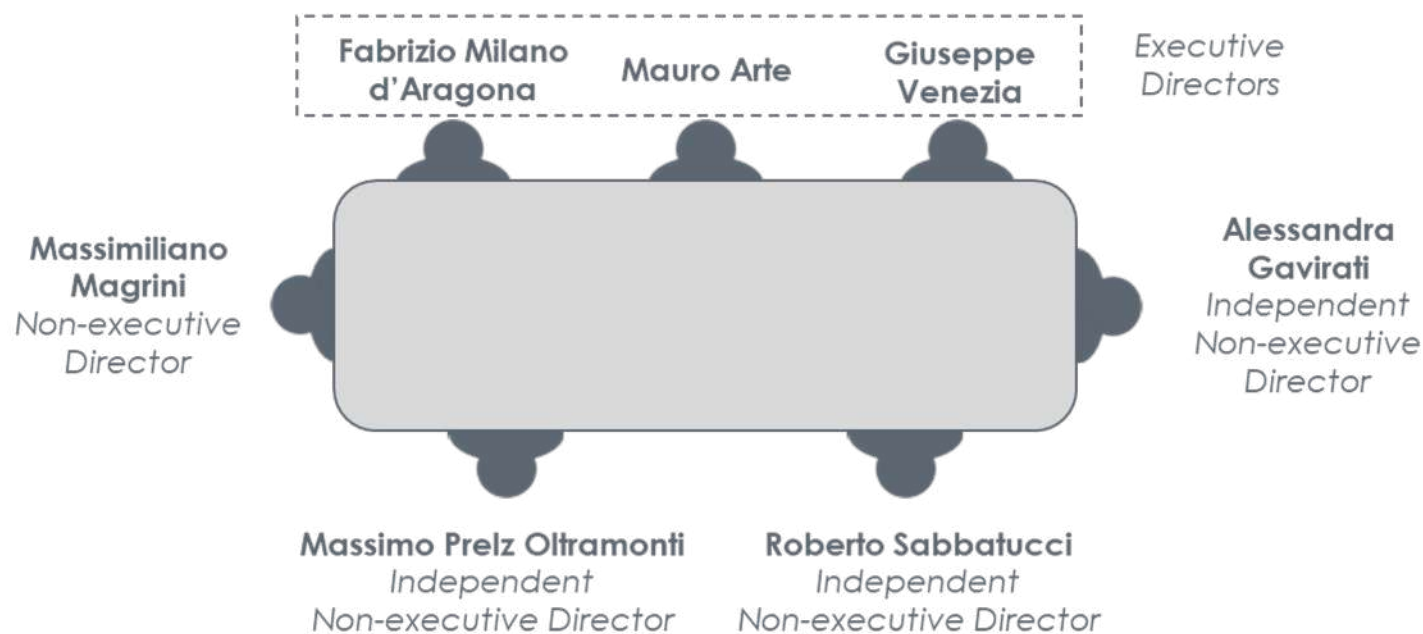 Fabrizio Milano
d'Aragona
Mauro Arte
Giuseppe
Venezia
Executive
Directors
Massimiliano
Magrini
Non-executive
Director
Alessandra
Gavirati
Independent
Non-executive
Director
Massimo Prelz Oltramonti
Independent
Non-executive Director
Roberto Sabbatucci
Independent
Non-executive Director